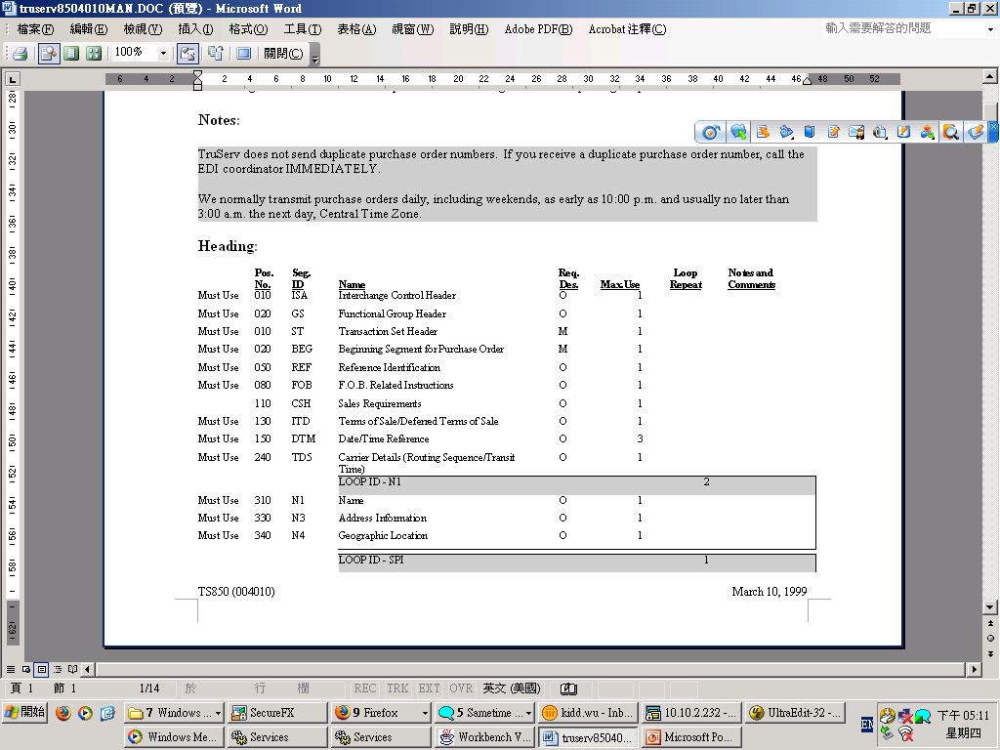 truserv8504010MAN.DOC (預覽) - Microsoft Word
檔案(F) 編輯(E) 檢視(V) 插入(I) 格式(O) 工具(T) 表格(A) 視窗(W) 說明(H) Adobe PDF(B) Acrobat 注釋(C) 輸入需要解答的問題
100% 關閉(C)
6 4 2 2 4 6 8 10 12 14 16 18 20 22 24 26 28 30 32 34 36 38 40 42 44 46 48 50 52
Notes:
TruServ does not send duplicate purchase order numbers. If you receive a duplicate purchase order number, call the
EDI coordinator IMMEDIATELY.
We normally transmit purchase orders daily, including weekends, as early as 10:00 p.m. and usually no later than
3:00 a.m. the next day, Central Time Zone.
Heading:
Pos. Seg. Req. Loop Notes and
No. ID Name Des. Max.Use Repeat Comments
Must Use 010 ISA Interchange Control Header O 1
Must Use 020 GS Functional Group Header O 1
Must Use 010 ST Transaction Set Header M 1
Must Use 020 BEG Beginning Segment for Purchase Order M 1
Must Use 050 REF Reference Identification O 1
Must Use 080 FOB F.O.B. Related Instructions O 1
110 CSH Sales Requirements O 1
Must Use 130 ITD Terms of Sale/Deferred Terms of Sale O 1
Must Use 150 DTM Date/Time Reference O 3
Must Use 240 TD5 Carrier Details (Routing Sequence/Transit O 1
Time)
LOOP ID - N1 2
Must Use 310 N1 Name O 1
Must Use 330 N3 Address Information O 1
Must Use 340 N4 Geographic Location O 1
LOOP ID - SPI 1
TS850 (004010) March 10, 1999
頁 1 節 1 1/14 於 行 欄 REC TRK EXT OVR 英文 (美國)
開始 7 Windows ... SecureFX 9 Firefox 5 Sametime ... kidd.wu - Inb... 10.10.2.232 -... UltraEdit-32 -... EN 下午 05:11
Windows Me... Services Services Workbench V... truserv85040... Microsoft Po... 星期四